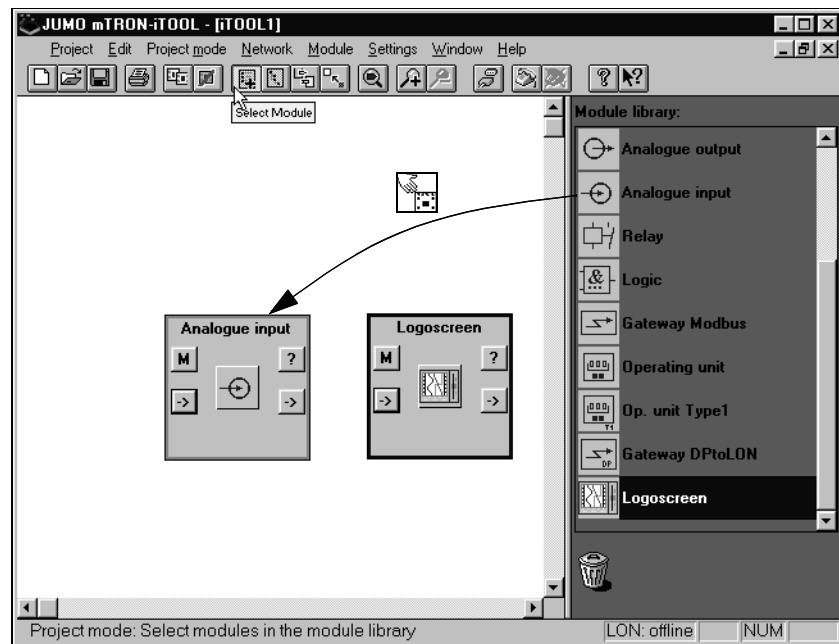 JUMO mTRON-iTOOL - [iTOOL1]
Project Edit Project mode Network Module Settings Window Help
Select Module
Module library:
Analogue output
Analogue input
Relay
& Logic
Gateway Modbus
Operating unit
T1 Op. unit Type1
DP Gateway DPtoLON
Logoscreen
Analogue input
M ?
-> ->
Logoscreen
M ?
-> ->
Project mode: Select modules in the module library LON: offline NUM